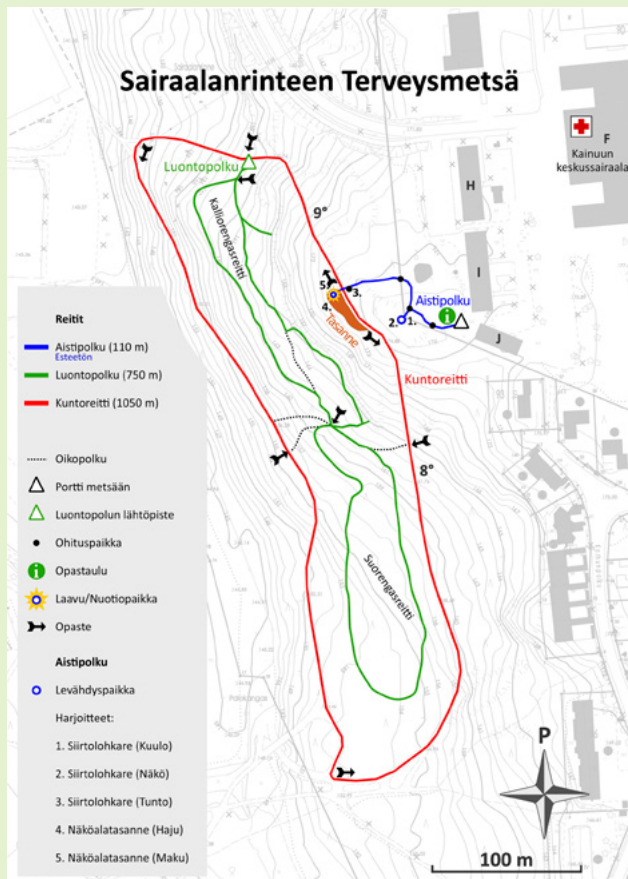 Sairaalanrinteen Terveysmetsä
F
Kainuun
keskussairaala
H
I
J
Luontopolku
Kalliorengasreitti
9°
5.
3.
4.
Tasanne
Aistipolku
2.
1.
Kuntoreitti
8°
Suorengasreitti
Reitit
Aistipolku (110 m)
Esteetön
Luontopolku (750 m)
Kuntoreitti (1050 m)
Oikopolku
Portti metsään
Luontopolun lähtöpiste
Ohituspaikka
Opastaulu
Laavu/Nuotiopaikka
Opaste
Aistipolku
Levähdyspaikka
Harjoitteet:
1. Siirtolohkare (Kuulo)
2. Siirtolohkare (Näkö)
3. Siirtolohkare (Tunto)
4. Näköalatasanne (Haju)
5. Näköalatasanne (Maku)
P
100 m